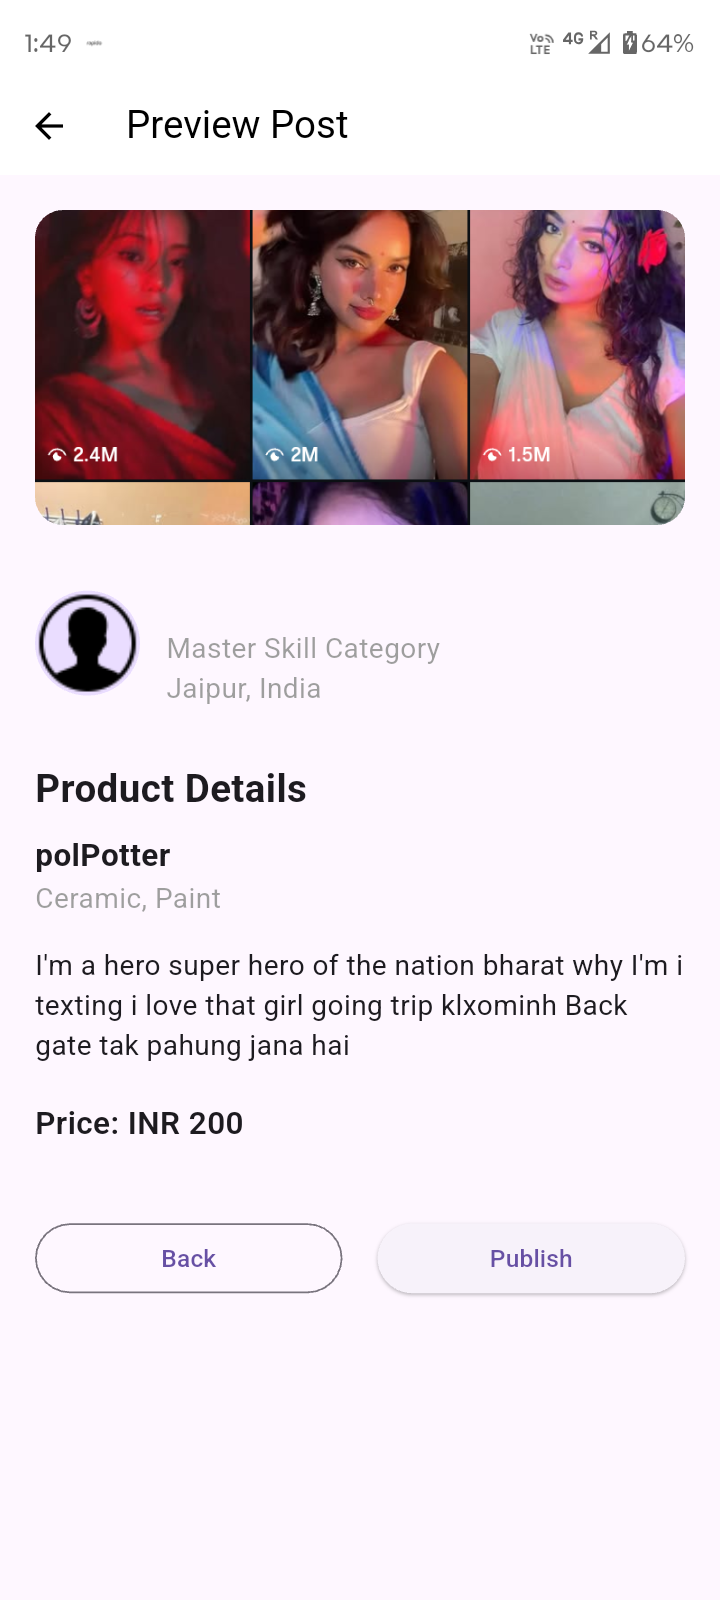 1:49
Vo LTE 4G R 64%
Preview Post
2.4M
2M
1.5M
Master Skill Category
Jaipur, India
Product Details
polPotter
Ceramic, Paint
I'm a hero super hero of the nation bharat why I'm i
texting i love that girl going trip klxominh Back
gate tak pahung jana hai
Price: INR 200
Back
Publish